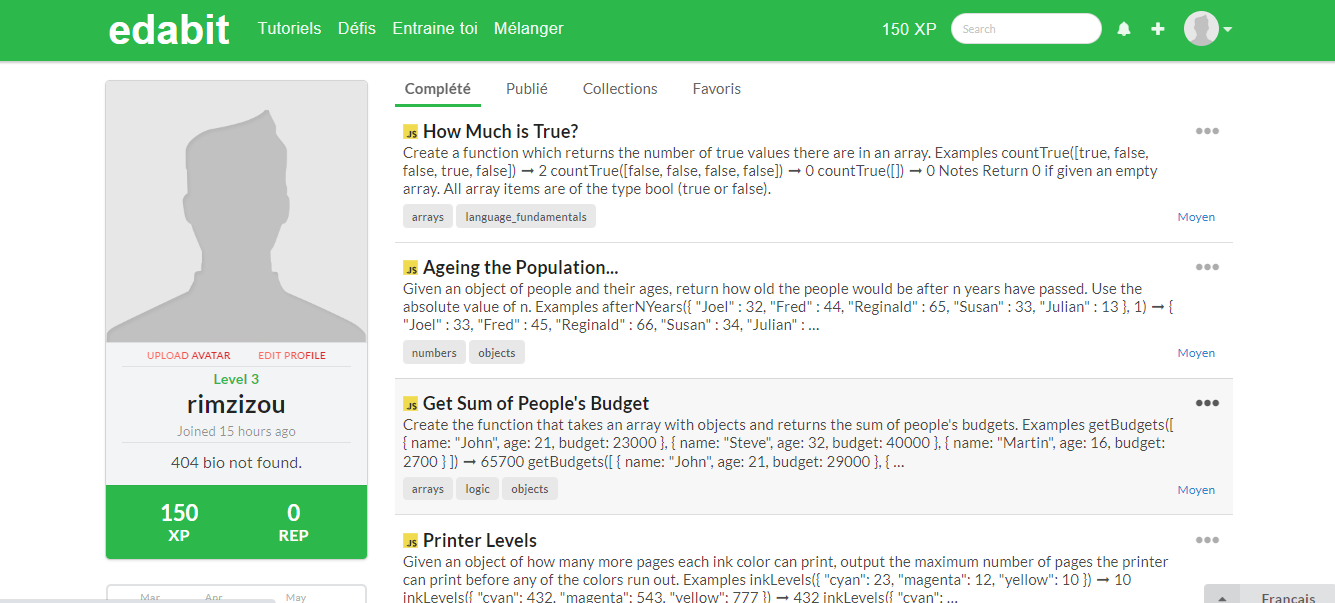 edabit
Tutoriels Défis Entraine toi Mélanger
150 XP Search
UPLOAD AVATAR EDIT PROFILE
Level 3
rimzizou
Joined 15 hours ago
404 bio not found.
150 0
XP REP
Mar Apr May
Complété Publié Collections Favoris
JS How Much is True?
Create a function which returns the number of true values there are in an array. Examples countTrue([true, false,
false, true, false]) ➞ 2 countTrue([false, false, false, false]) ➞ 0 countTrue([]) ➞ 0 Notes Return 0 if given an empty
array. All array items are of the type bool (true or false).
arrays language_fundamentals Moyen
JS Ageing the Population...
Given an object of people and their ages, return how old the people would be after n years have passed. Use the
absolute value of n. Examples afterNYears({ "Joel" : 32, "Fred" : 44, "Reginald" : 65, "Susan" : 33, "Julian" : 13 }, 1) ➞ {
"Joel" : 33, "Fred" : 45, "Reginald" : 66, "Susan" : 34, "Julian" : ...
numbers objects Moyen
JS Get Sum of People's Budget
Create the function that takes an array with objects and returns the sum of people's budgets. Examples getBudgets([
{ name: "John", age: 21, budget: 23000 }, { name: "Steve", age: 32, budget: 40000 }, { name: "Martin", age: 16, budget:
2700 } ]) ➞ 65700 getBudgets([ { name: "John", age: 21, budget: 29000 }, { ...
arrays logic objects Moyen
JS Printer Levels
Given an object of how many more pages each ink color can print, output the maximum number of pages the printer
can print before any of the colors run out. Examples inkLevels({ "cyan": 23, "magenta": 12, "yellow": 10 }) ➞ 10
inkLevels({ "cyan": 432, "magenta": 543, "yellow": 777 }) ➞ 432 inkLevels({ "cyan": ...
Français